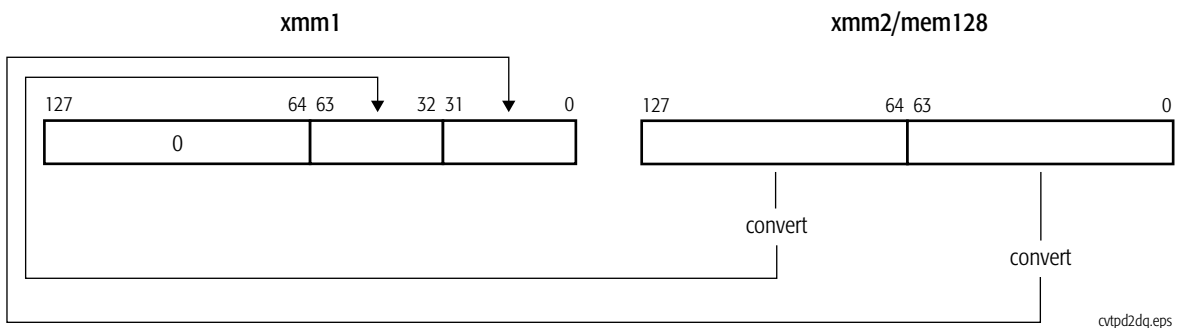 xmm1 xmm2/mem128
127 64 63 32 31 0 127 64 63 0
0
convert
convert
cvtpd2dq.eps